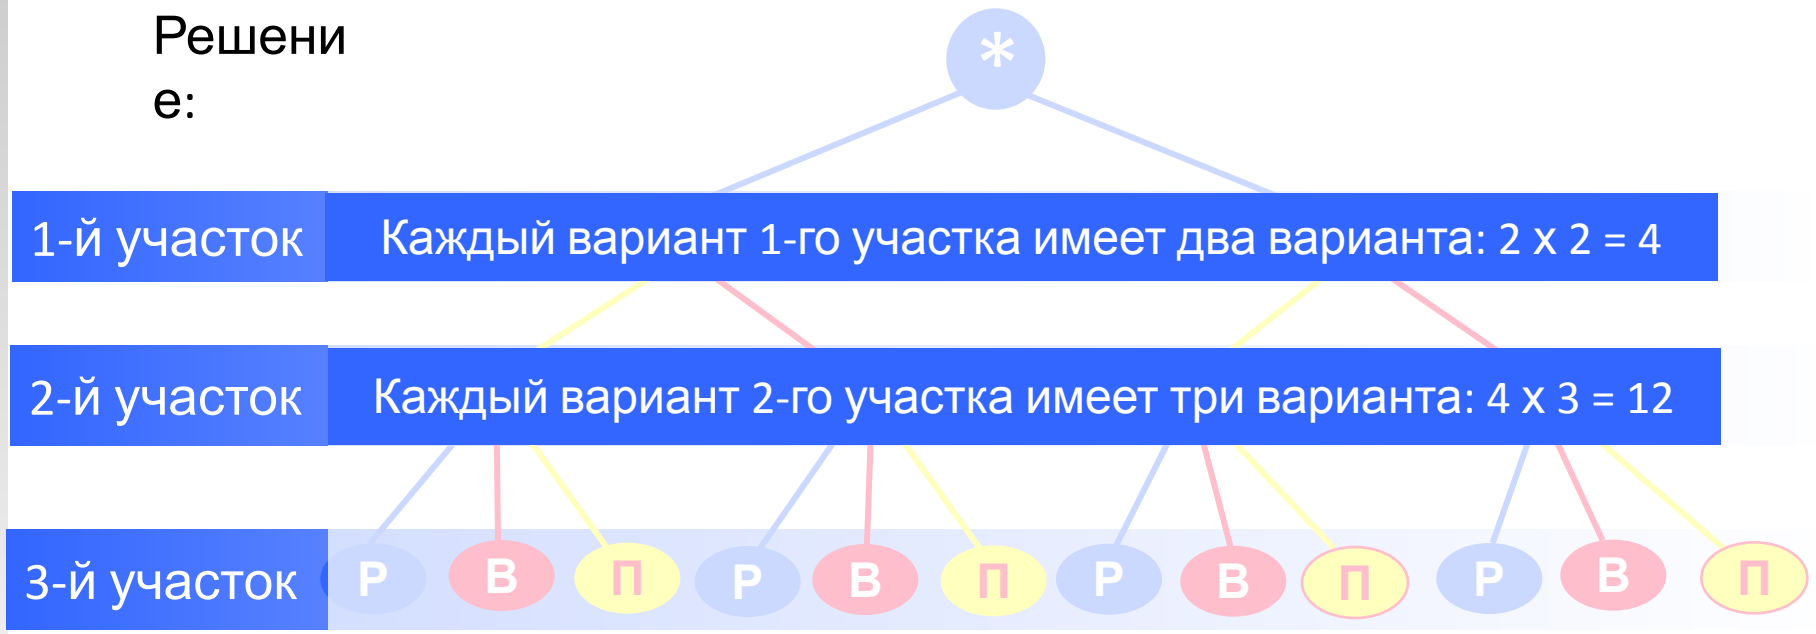 Решени
е:
*
1-й участок Каждый вариант 1-го участка имеет два варианта: 2 х 2 = 4
2-й участок Каждый вариант 2-го участка имеет три варианта: 4 х 3 = 12
3-й участок Р В П Р В П Р В П Р В П